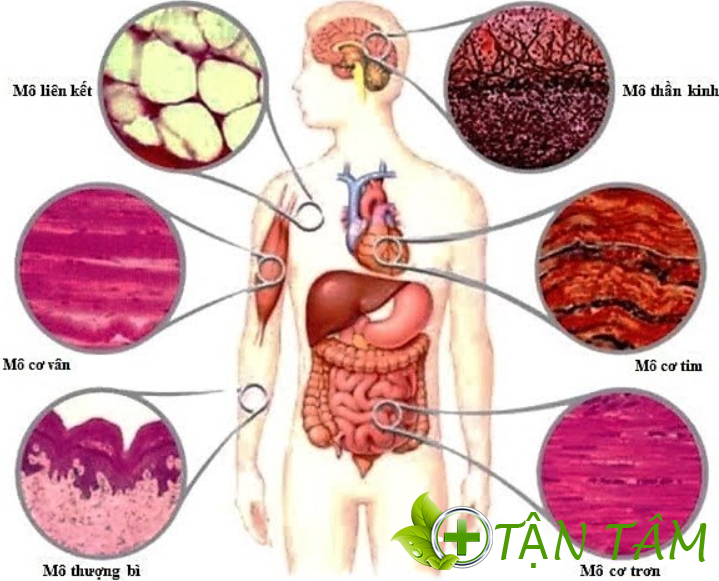 Mô liên kết
Mô thần kinh
Mô cơ vân
Mô cơ tim
Mô thượng bì
Mô cơ trơn
TẬN TÂM